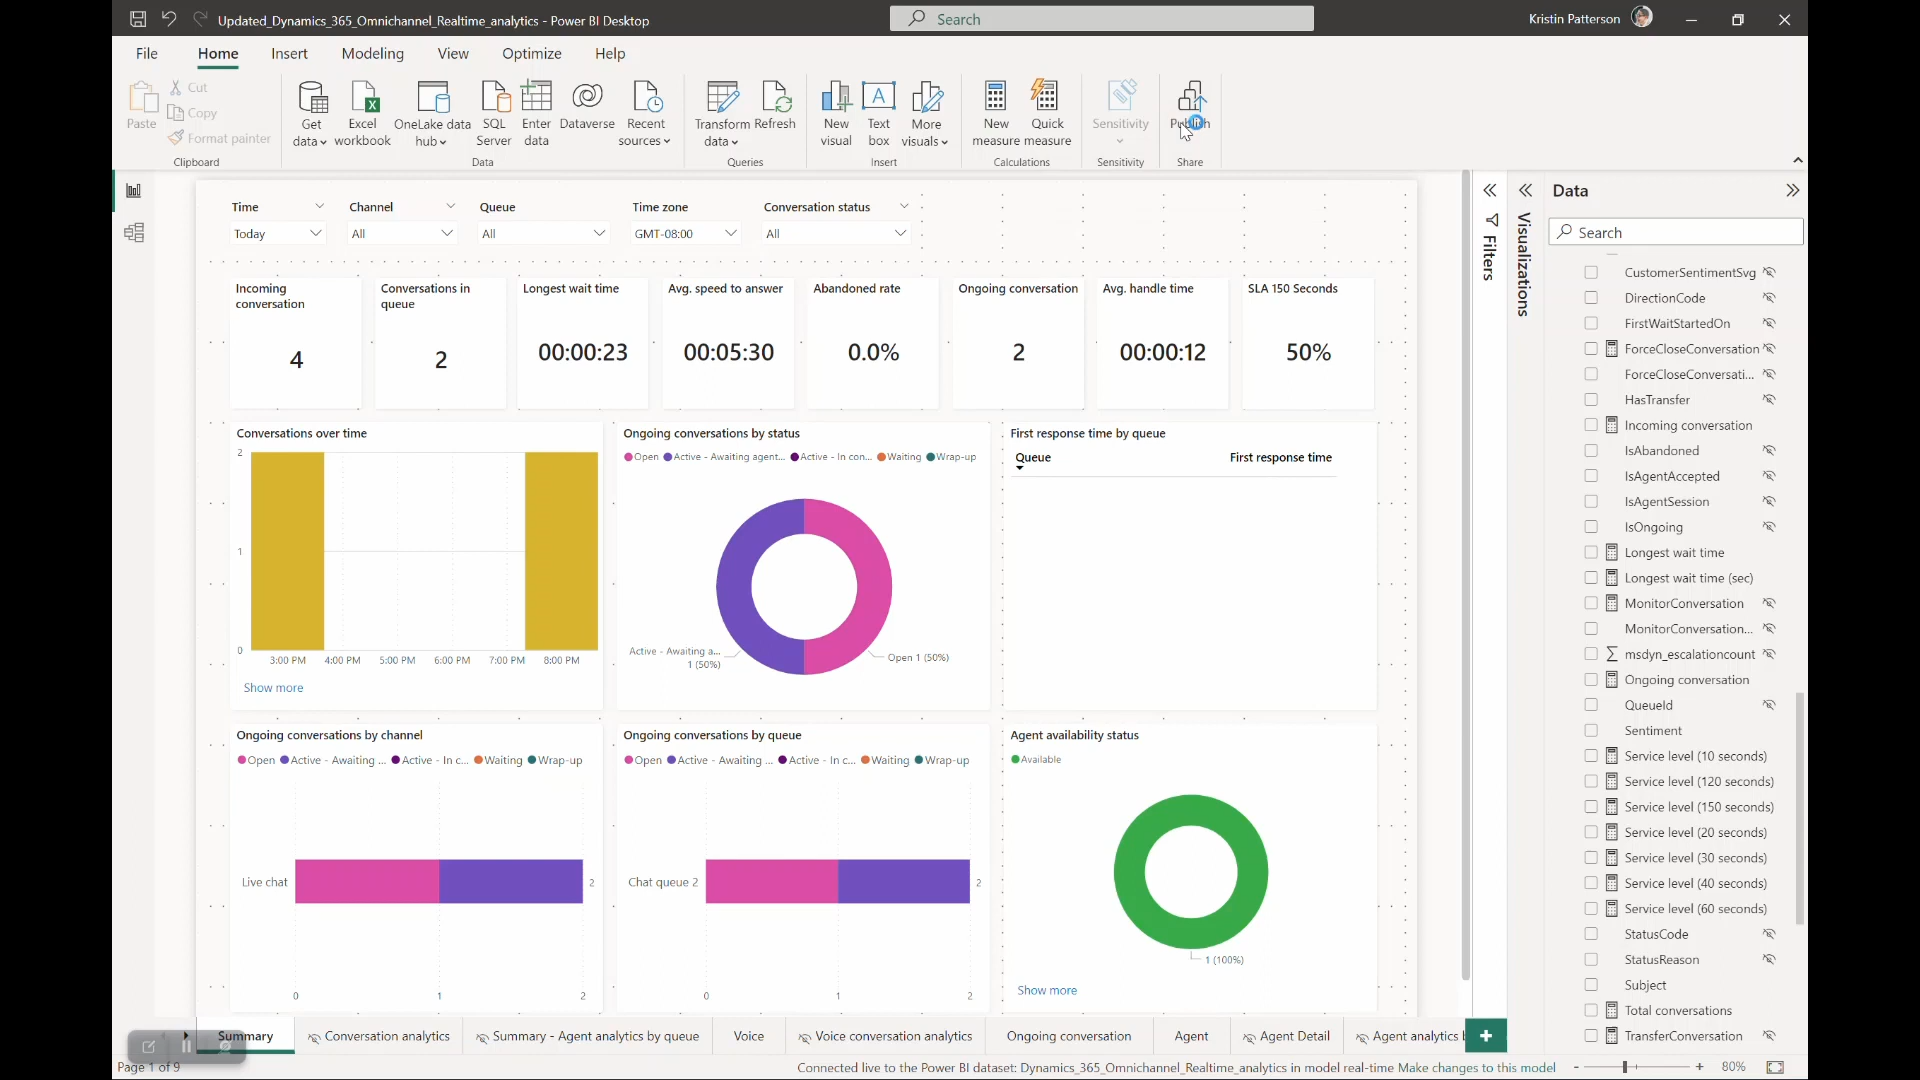 Updated_Dynamics_365_Omnichannel_Realtime_analytics - Power BI Desktop
Search
Kristin Patterson
File
Home
Insert
Modeling
View
Optimize
Help
Paste
Cut
Copy
Format painter
Clipboard
Get data
Excel workbook
OneLake data hub
SQL Server
Enter data
Dataverse
Recent sources
Data
Transform data
Refresh
Queries
New visual
Text box
More visuals
Insert
New measure
Quick measure
Calculations
Sensitivity
Sensitivity
Publish
Share
Time
Today
Channel
All
Queue
All
Time zone
GMT-08:00
Conversation status
All
Incoming conversation
4
Conversations in queue
2
Longest wait time
00:00:23
Avg. speed to answer
00:05:30
Abandoned rate
0.0%
Ongoing conversation
2
Avg. handle time
00:00:12
SLA 150 Seconds
50%
Conversations over time
2
1
0
3:00 PM 4:00 PM 5:00 PM 6:00 PM 7:00 PM 8:00 PM
Show more
Ongoing conversations by status
Open Active - Awaiting agent... Active - In con... Waiting Wrap-up
Active - Awaiting a...
1 (50%)
Open 1 (50%)
First response time by queue
Queue First response time
Ongoing conversations by channel
Open Active - Awaiting ... Active - In c... Waiting Wrap-up
Live chat 2
0 1 2
Ongoing conversations by queue
Open Active - Awaiting ... Active - In c... Waiting Wrap-up
Chat queue 2 2
0 1 2
Agent availability status
Available
1 (100%)
Show more
Filters
Visualizations
Data
Search
CustomerSentimentSvg
DirectionCode
FirstWaitStartedOn
ForceCloseConversation
ForceCloseConversati...
HasTransfer
Incoming conversation
IsAbandoned
IsAgentAccepted
IsAgentSession
IsOngoing
Longest wait time
Longest wait time (sec)
MonitorConversation
MonitorConversation...
msdyn_escalationcount
Ongoing conversation
QueueId
Sentiment
Service level (10 seconds)
Service level (120 seconds)
Service level (150 seconds)
Service level (20 seconds)
Service level (30 seconds)
Service level (40 seconds)
Service level (60 seconds)
StatusCode
StatusReason
Subject
Total conversations
TransferConversation
Summary
Conversation analytics
Summary - Agent analytics by queue
Voice
Voice conversation analytics
Ongoing conversation
Agent
Agent Detail
Agent analytics
Page 1 of 9
Connected live to the Power BI dataset: Dynamics_365_Omnichannel_Realtime_analytics in model real-time Make changes to this model
- + 80%